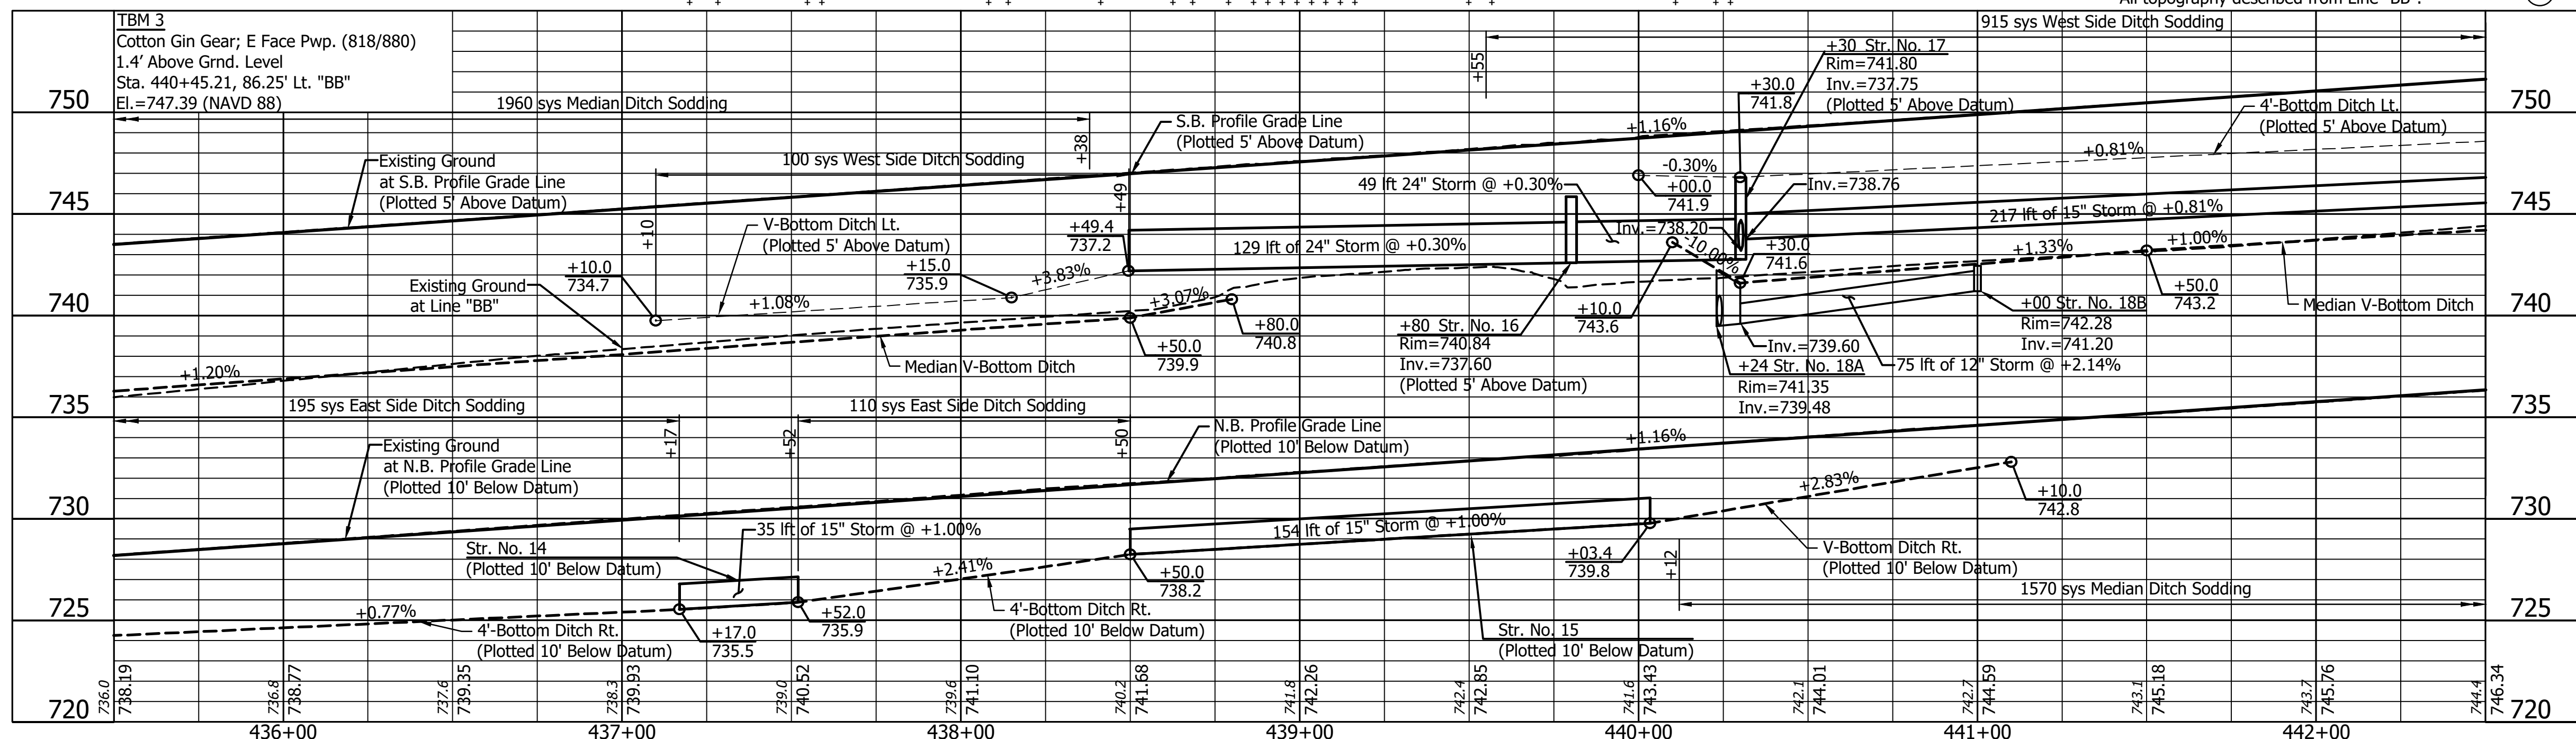 All topography described from Line "BB".
TBM 3
Cotton Gin Gear; E Face Pwp. (818/880)
1.4' Above Grnd. Level
Sta. 440+45.21, 86.25' Lt. "BB"
El.=747.39 (NAVD 88)
915 sys West Side Ditch Sodding
+55
+30 Str. No. 17
Rim=741.80
Inv.=737.75
(Plotted 5' Above Datum)
+30.0
741.8
750
750
1960 sys Median Ditch Sodding
+38
S.B. Profile Grade Line
(Plotted 5' Above Datum)
+1.16%
4'-Bottom Ditch Lt.
(Plotted 5' Above Datum)
+0.81%
Existing Ground
at S.B. Profile Grade Line
(Plotted 5' Above Datum)
100 sys West Side Ditch Sodding
+49
-0.30%
+00.0
741.9
49 lft 24" Storm @ +0.30%
Inv.=738.76
745
745
+10
V-Bottom Ditch Lt.
(Plotted 5' Above Datum)
+49.4
737.2
129 lft of 24" Storm @ +0.30%
Inv.=738.20
217 lft of 15" Storm @ +0.81%
-10.00%
+30.0
741.6
+1.33%
+1.00%
+10.0
734.7
+15.0
735.9
+3.83%
Existing Ground
at Line "BB"
+1.08%
+3.07%
740
740
+10.0
743.6
+50.0
743.2
Median V-Bottom Ditch
+00 Str. No. 18B
Rim=742.28
Inv.=741.20
+80.0
740.8
+50.0
739.9
+80 Str. No. 16
Rim=740.84
Inv.=737.60
(Plotted 5' Above Datum)
Inv.=739.60
+24 Str. No. 18A
Rim=741.35
Inv.=739.48
75 lft of 12" Storm @ +2.14%
Median V-Bottom Ditch
+1.20%
735
735
195 sys East Side Ditch Sodding
110 sys East Side Ditch Sodding
+17
+52
+50
N.B. Profile Grade Line
(Plotted 10' Below Datum)
+1.16%
Existing Ground
at N.B. Profile Grade Line
(Plotted 10' Below Datum)
+2.83%
+10.0
742.8
730
730
35 lft of 15" Storm @ +1.00%
154 lft of 15" Storm @ +1.00%
Str. No. 14
(Plotted 10' Below Datum)
+2.41%
+50.0
738.2
+03.4
739.8
+12
V-Bottom Ditch Rt.
(Plotted 10' Below Datum)
1570 sys Median Ditch Sodding
+0.77%
4'-Bottom Ditch Rt.
(Plotted 10' Below Datum)
+17.0
735.5
+52.0
735.9
4'-Bottom Ditch Rt.
(Plotted 10' Below Datum)
Str. No. 15
(Plotted 10' Below Datum)
725
725
736.0
738.19
736.8
738.77
737.6
739.35
738.3
739.93
739.0
740.52
739.6
741.10
740.2
741.68
741.8
742.26
742.4
742.85
741.6
743.43
742.1
744.01
742.7
744.59
743.1
745.18
743.7
745.76
744.4
746.34
720
720
436+00
437+00
438+00
439+00
440+00
441+00
442+00